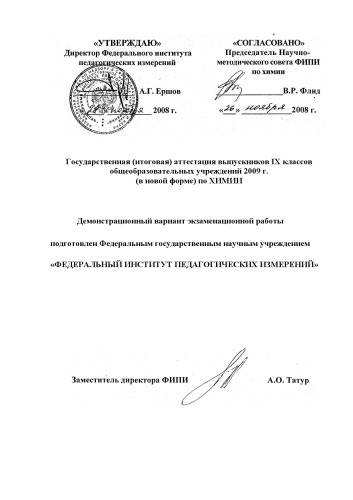 «УТВЕРЖДАЮ»
Директор Федерального института
педагогических измерений
А.Г. Ершов
2008 г.
«СОГЛАСОВАНО»
Председатель Научно-
методического совета ФИПИ
по химии
В.Р. Флид
«26» ноября 2008 г.
Государственная (итоговая) аттестация выпускников IX классов
общеобразовательных учреждений 2009 г.
(в новой форме) по ХИМИИ
Демонстрационный вариант экзаменационной работы
подготовлен Федеральным государственным научным учреждением
«ФЕДЕРАЛЬНЫЙ ИНСТИТУТ ПЕДАГОГИЧЕСКИХ ИЗМЕРЕНИЙ»
Заместитель директора ФИПИ А.О. Татур